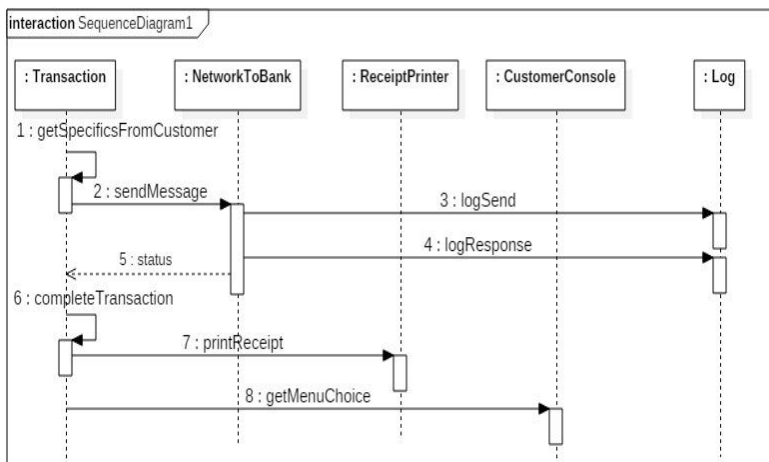 interaction SequenceDiagram1
: Transaction
: NetworkToBank
: ReceiptPrinter
: CustomerConsole
: Log
1 : getSpecificsFromCustomer
2 : sendMessage
3 : logSend
4 : logResponse
5 : status
6 : completeTransaction
7 : printReceipt
8 : getMenuChoice